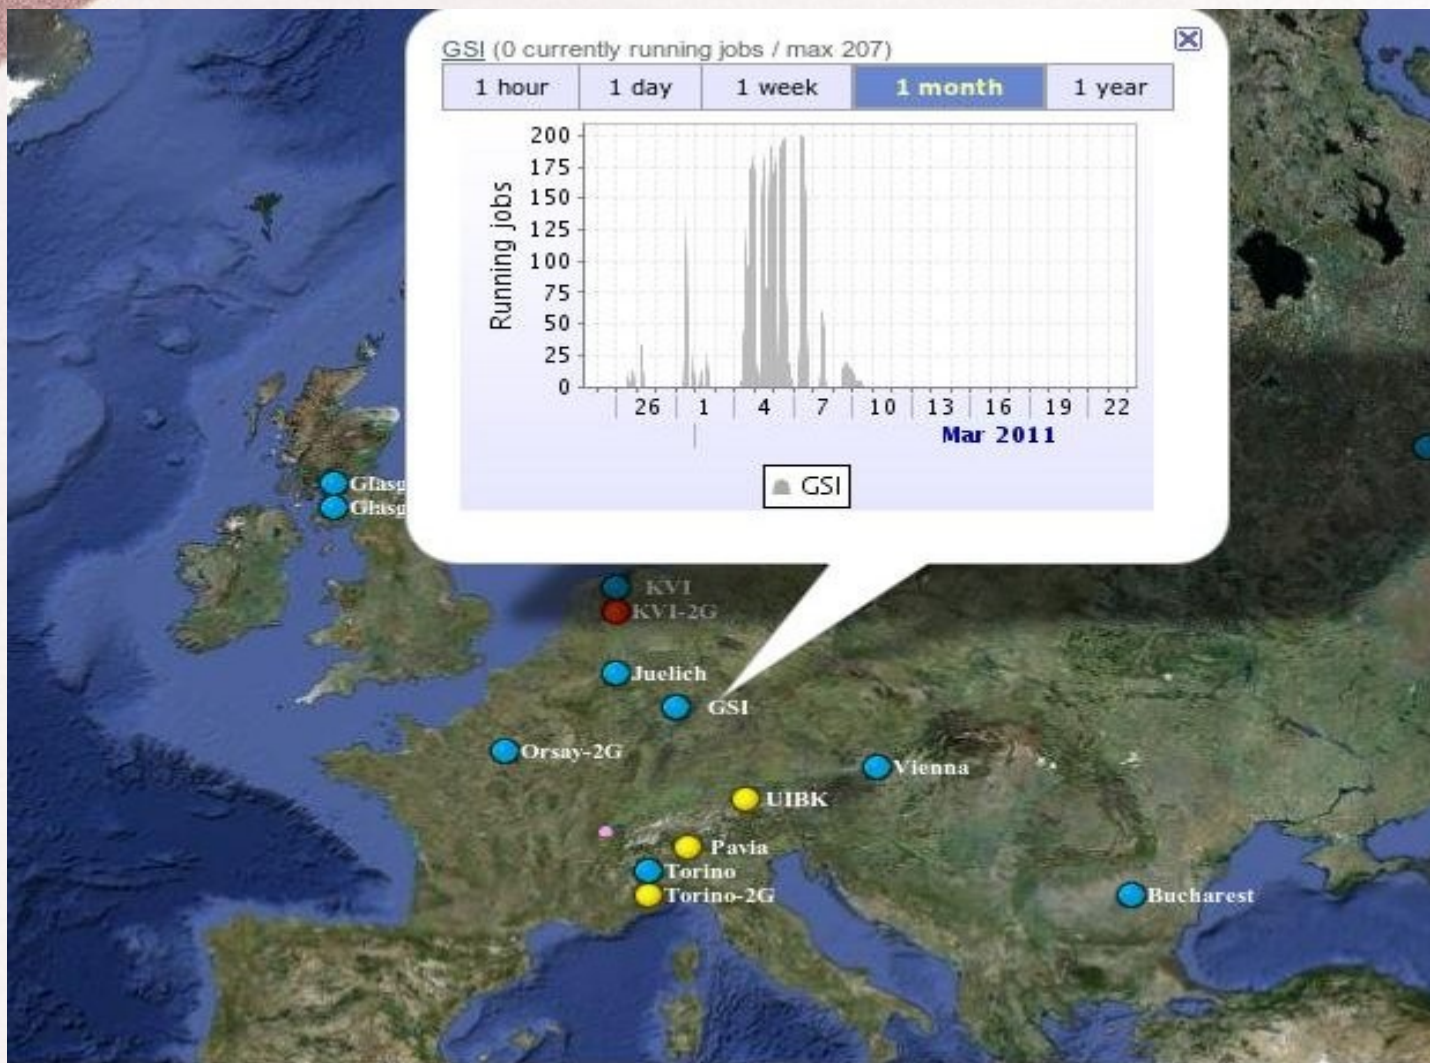 GSI (0 currently running jobs / max 207)
1 hour 1 day 1 week 1 month 1 year
200
175
150
125
100
75
50
25
0
Running jobs
26 1 4 7 10 13 16 19 22
Mar 2011
GSI
Glasg
Glasg
KVI
KVI-2G
Juelich
GSI
Orsay-2G
Vienna
UIBK
Pavia
Torino
Torino-2G
Bucharest